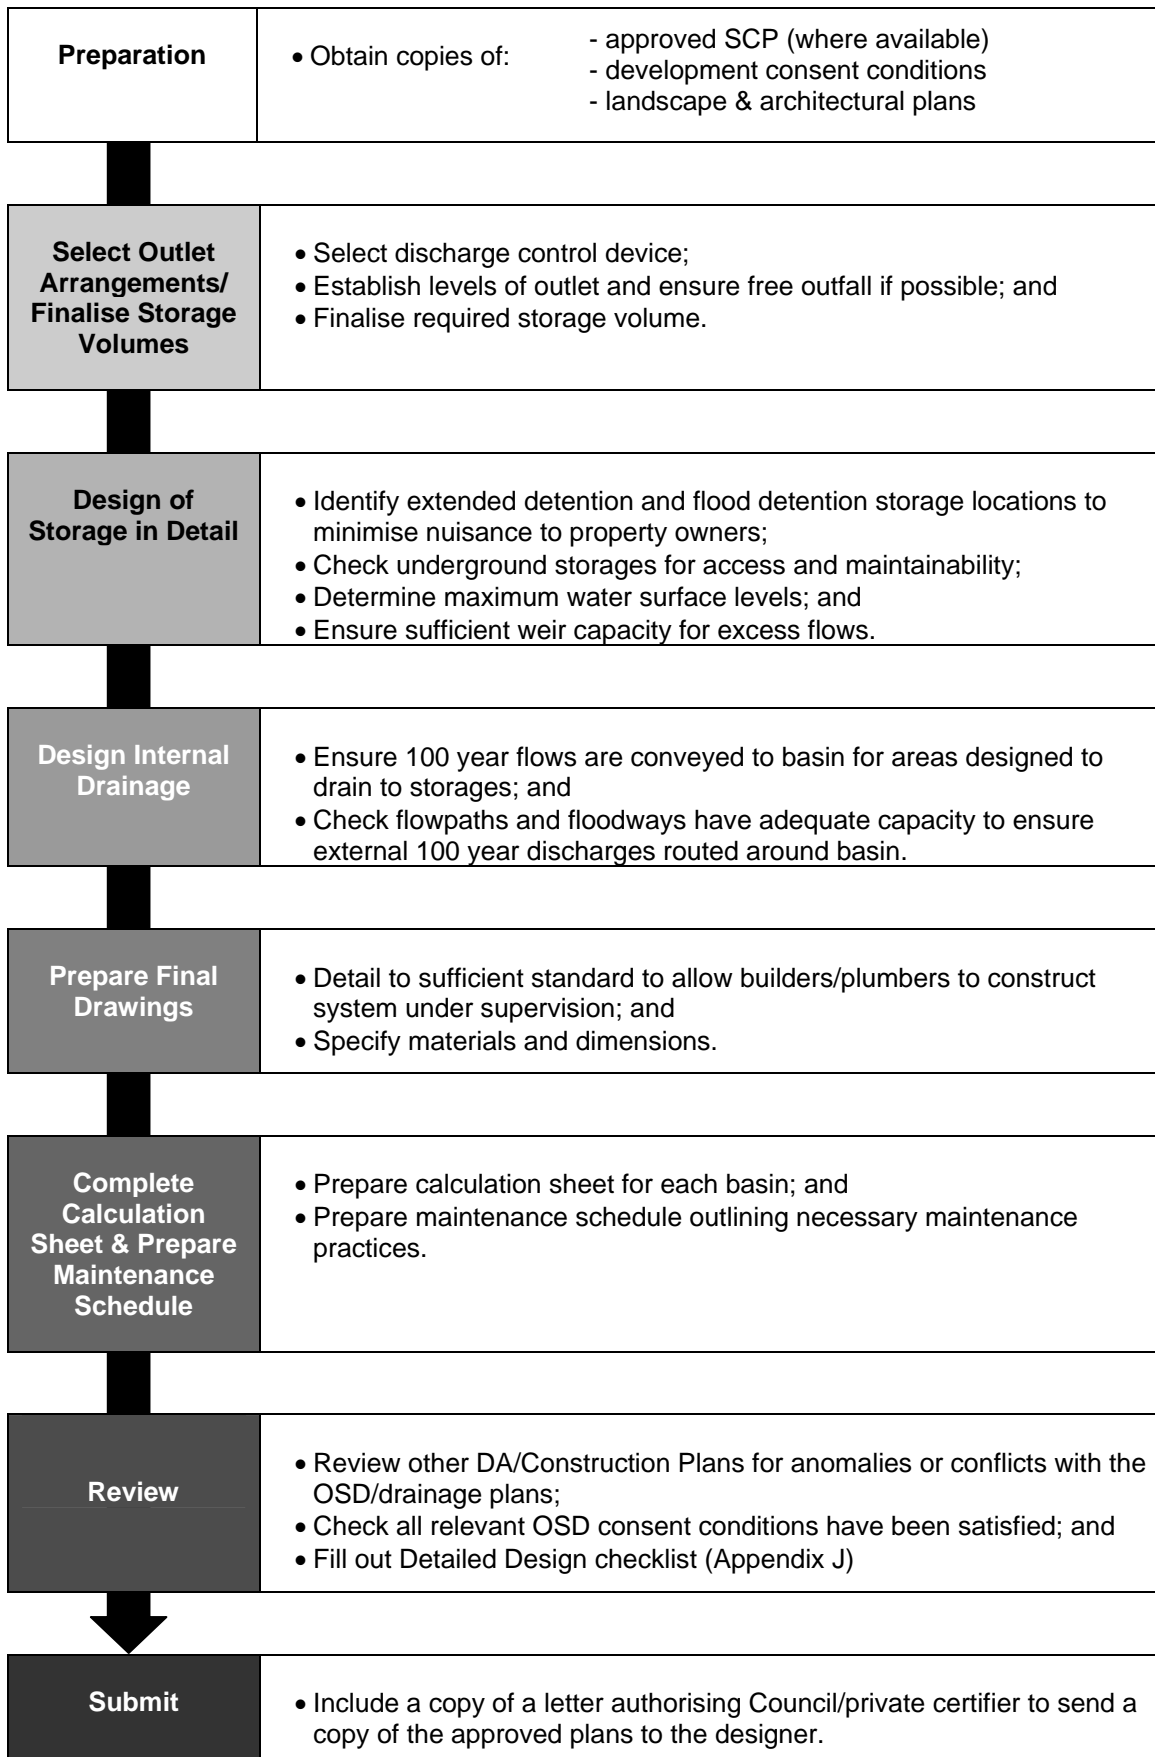 Preparation
• Obtain copies of:
- approved SCP (where available)
- development consent conditions
- landscape & architectural plans
Select Outlet
Arrangements/
Finalise Storage
Volumes
• Select discharge control device;
• Establish levels of outlet and ensure free outfall if possible; and
• Finalise required storage volume.
Design of
Storage in Detail
• Identify extended detention and flood detention storage locations to
minimise nuisance to property owners;
• Check underground storages for access and maintainability;
• Determine maximum water surface levels; and
• Ensure sufficient weir capacity for excess flows.
Design Internal
Drainage
• Ensure 100 year flows are conveyed to basin for areas designed to
drain to storages; and
• Check flowpaths and floodways have adequate capacity to ensure
external 100 year discharges routed around basin.
Prepare Final
Drawings
• Detail to sufficient standard to allow builders/plumbers to construct
system under supervision; and
• Specify materials and dimensions.
Complete
Calculation
Sheet & Prepare
Maintenance
Schedule
• Prepare calculation sheet for each basin; and
• Prepare maintenance schedule outlining necessary maintenance
practices.
Review
• Review other DA/Construction Plans for anomalies or conflicts with the
OSD/drainage plans;
• Check all relevant OSD consent conditions have been satisfied; and
• Fill out Detailed Design checklist (Appendix J)
Submit
• Include a copy of a letter authorising Council/private certifier to send a
copy of the approved plans to the designer.